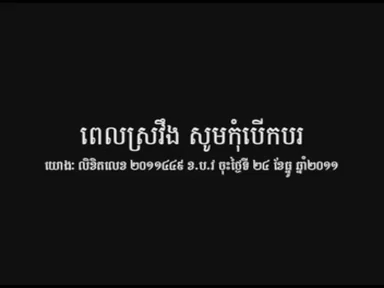 ពេលស្រវឹង សូមកុំបើកបរ
យោងៈ លិខិតលេខ ២០១១៤៤៩ ខ.ប.វ ចុះថ្ងៃទី ២៤ ខែធ្នូ ឆ្នាំ២០១១